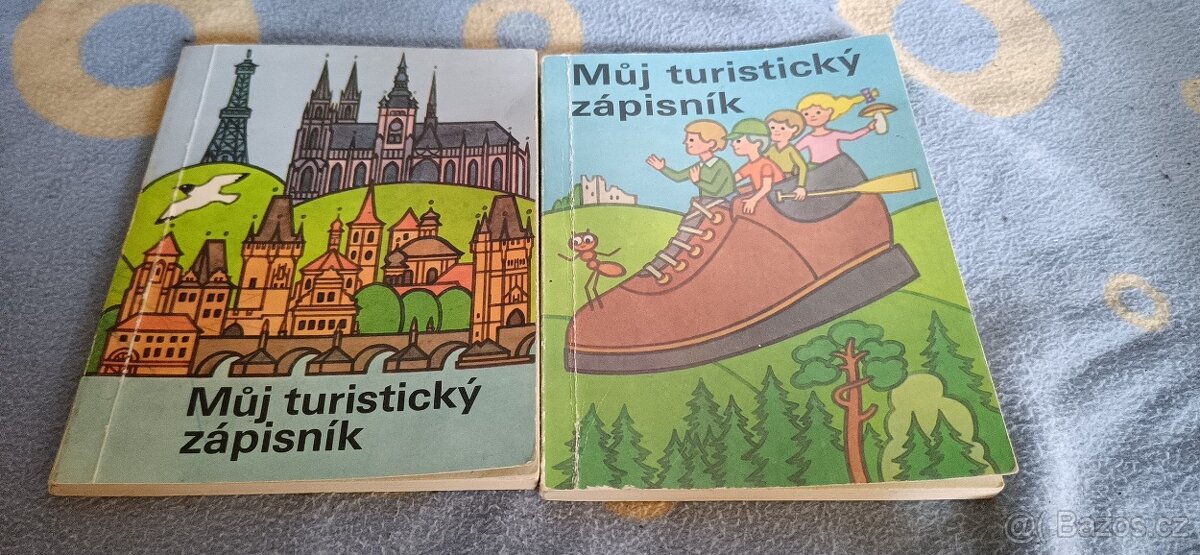 Můj turistický
zápisník
Můj turistický
zápisník
Bazos.cz